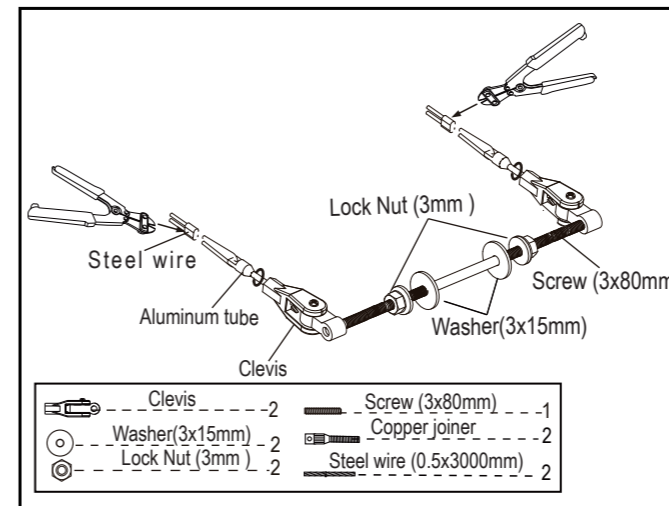 Lock Nut (3mm )
Steel wire
Screw (3x80mm
Aluminum tube
Washer(3x15mm)
Clevis
Clevis 2
Washer(3x15mm) 2
Lock Nut (3mm ) 2
Screw (3x80mm) 1
Copper joiner 2
Steel wire (0.5x3000mm) 2